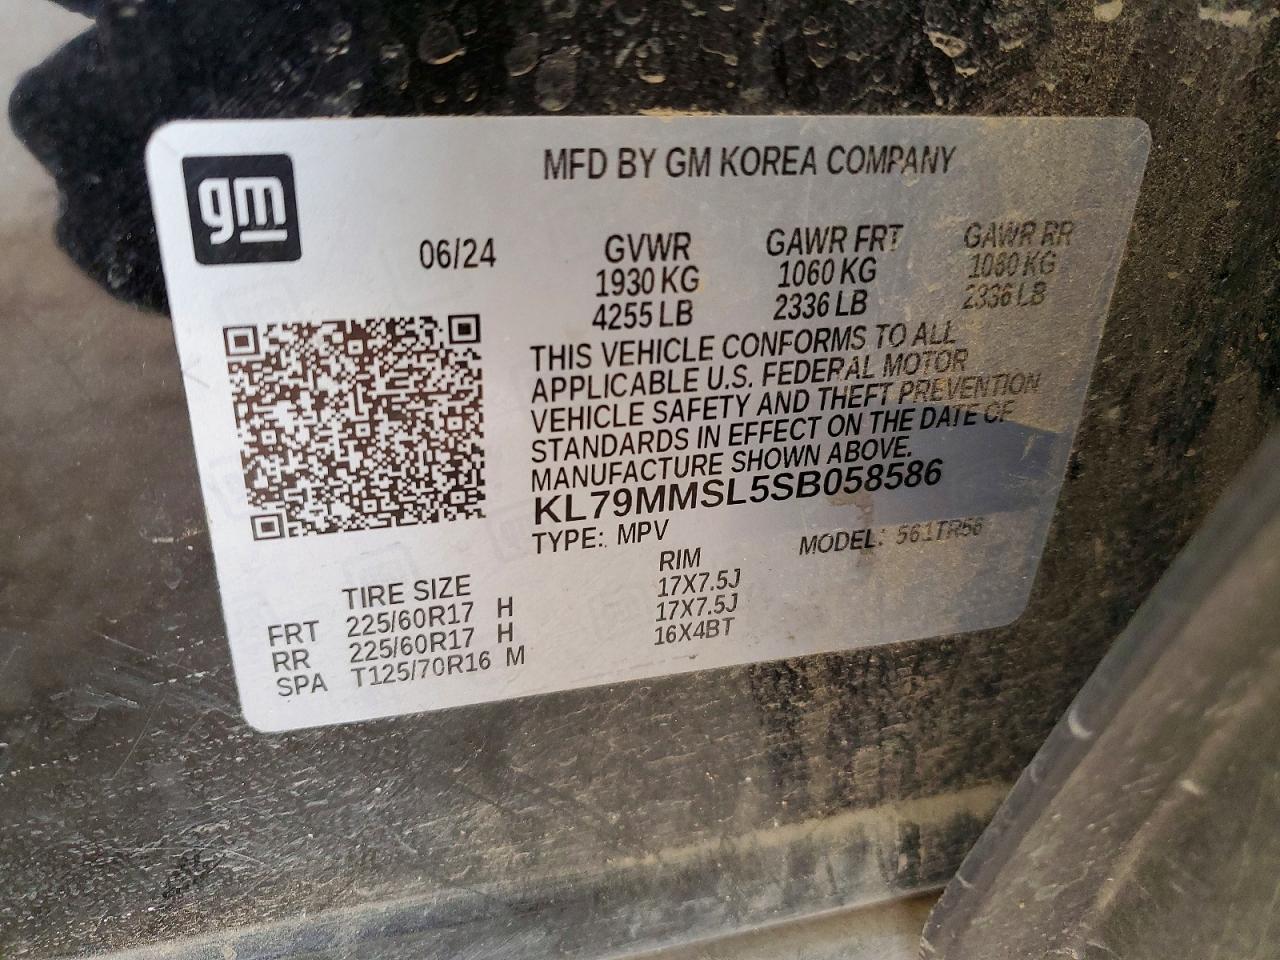 gm
MFD BY GM KOREA COMPANY
06/24 GVWR GAWR FRT GAWR RR
1930 KG 1060 KG 1060 KG
4255 LB 2336 LB 2336 LB
THIS VEHICLE CONFORMS TO ALL
APPLICABLE U.S. FEDERAL MOTOR
VEHICLE SAFETY AND THEFT PREVENTION
STANDARDS IN EFFECT ON THE DATE OF
MANUFACTURE SHOWN ABOVE.
KL79MMSL5SB058586
TYPE: MPV MODEL: 561TR56
TIRE SIZE RIM
FRT 225/60R17 H 17X7.5J
RR 225/60R17 H 17X7.5J
SPA T125/70R16 M 16X4BT